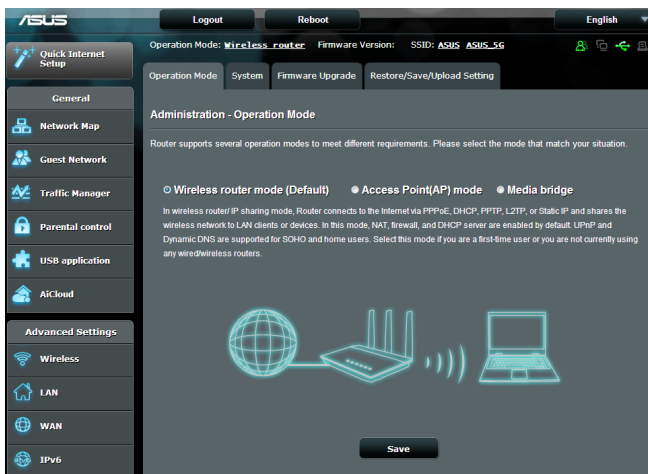 ASUS
Logout
Reboot
English
Quick Internet
Setup
Operation Mode: Wireless router Firmware Version: SSID: ASUS ASUS_5G
Operation Mode
System
Firmware Upgrade
Restore/Save/Upload Setting
General
Network Map
Guest Network
Traffic Manager
Parental control
USB application
AiCloud
Advanced Settings
Wireless
LAN
WAN
IPv6
Administration - Operation Mode
Router supports several operation modes to meet different requirements. Please select the mode that match your situation.
Wireless router mode (Default)
Access Point(AP) mode
Media bridge
In wireless router/ IP sharing mode, Router connects to the Internet via PPPoE, DHCP, PPTP, L2TP, or Static IP and shares the
wireless network to LAN clients or devices. In this mode, NAT, firewall, and DHCP server are enabled by default. UPnP and
Dynamic DNS are supported for SOHO and home users. Select this mode if you are a first-time user or you are not currently using
any wired/wireless routers.
Save